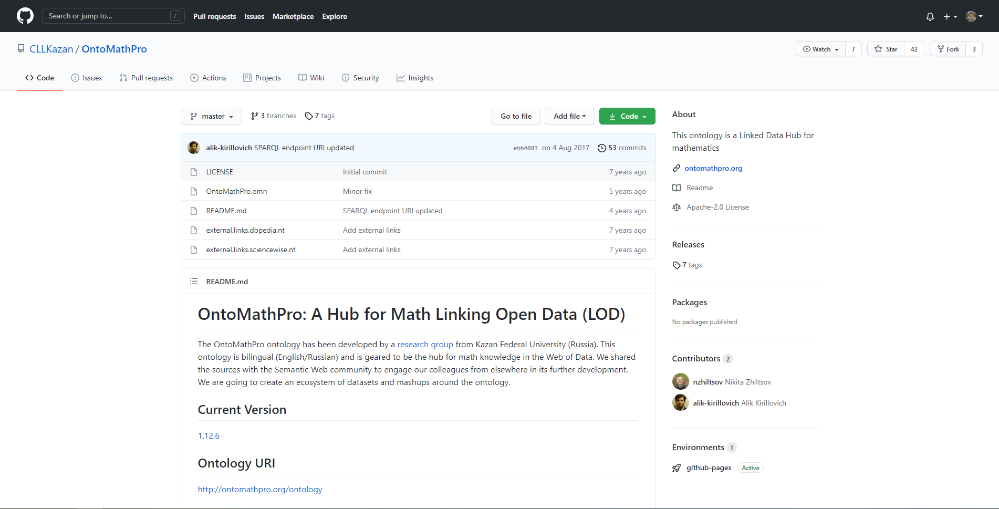 Search or jump to... /
Pull requests Issues Marketplace Explore
CLLKazan / OntoMathPro
Watch 7 Star 42 Fork 3
Code Issues Pull requests Actions Projects Wiki Security Insights
master 3 branches 7 tags Go to file Add file Code
alik-kirillovich SPARQL endpoint URI updated ebb4083 on 4 Aug 2017 53 commits
LICENSE Initial commit 7 years ago
OntoMathPro.omn Minor fix 5 years ago
README.md SPARQL endpoint URI updated 4 years ago
external.links.dbpedia.nt Add external links 7 years ago
external.links.sciencewise.nt Add external links 7 years ago
README.md
OntoMathPro: A Hub for Math Linking Open Data (LOD)
The OntoMathPro ontology has been developed by a research group from Kazan Federal University (Russia). This
ontology is bilingual (English/Russian) and is geared to be the hub for math knowledge in the Web of Data. We shared
the sources with the Semantic Web community to engage our colleagues from elsewhere in its further development.
We are going to create an ecosystem of datasets and mashups around the ontology.
Current Version
1.12.6
Ontology URI
http://ontomathpro.org/ontology
About
This ontology is a Linked Data Hub for
mathematics
ontomathpro.org
Readme
Apache-2.0 License
Releases
7 tags
Packages
No packages published
Contributors 2
nzhiltsov Nikita Zhiltsov
alik-kirillovich Alik Kirillovich
Environments 1
github-pages Active